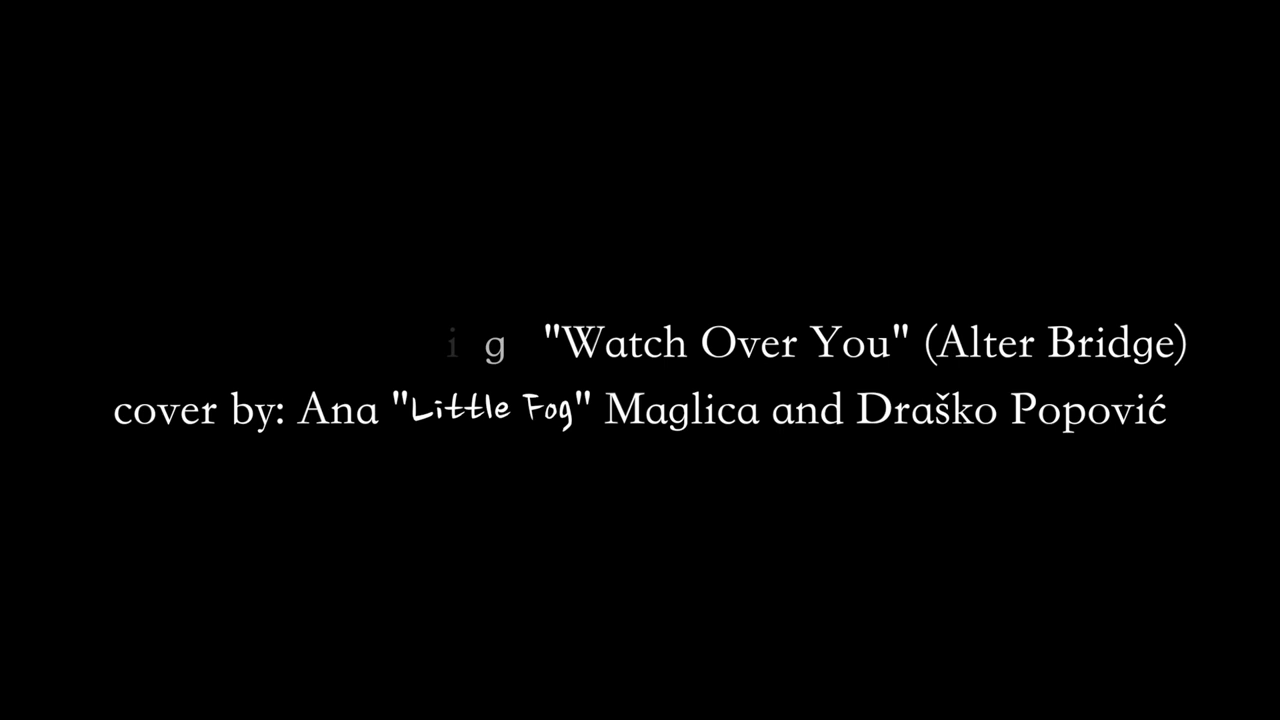 "Watch Over You" (Alter Bridge)
cover by: Ana "Little Fog" Maglica and Draško Popović